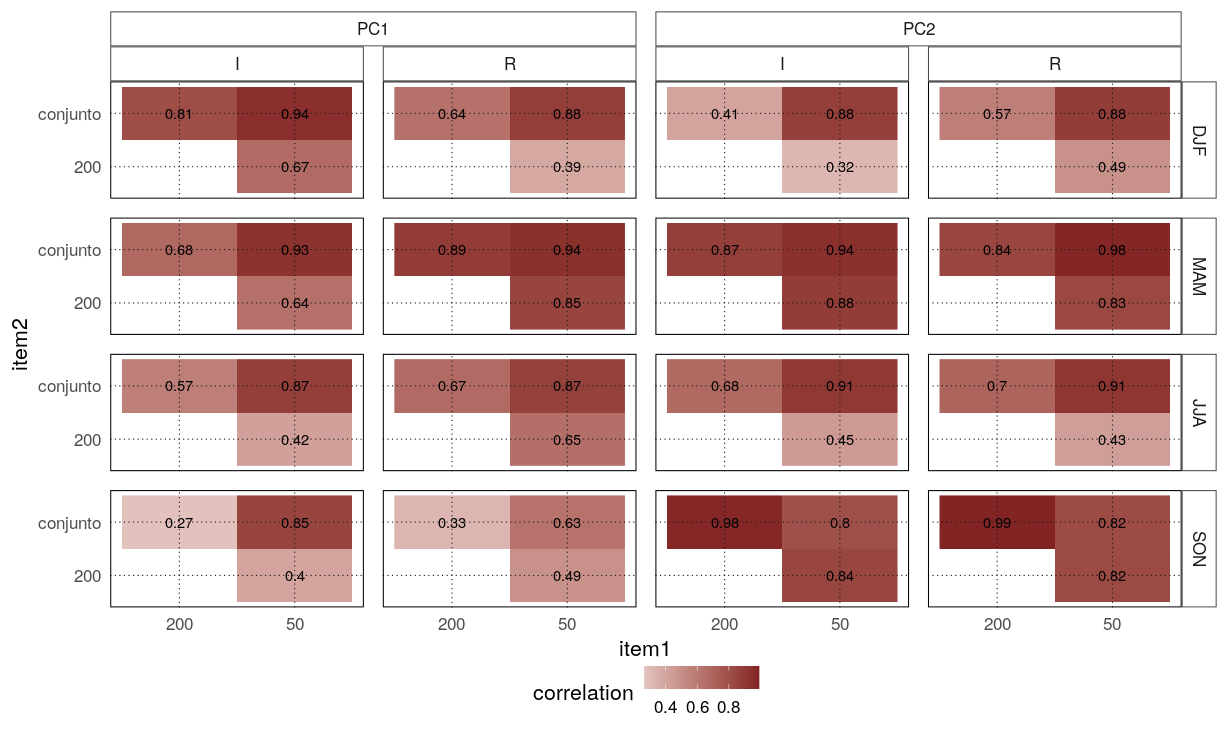 PC1 PC2
I R I R
conjunto 0.81 0.94 0.64 0.88 0.41 0.88 0.57 0.88 DJF
200 0.67 0.39 0.32 0.49
conjunto 0.68 0.93 0.89 0.94 0.87 0.94 0.84 0.98 MAM
200 0.64 0.85 0.88 0.83
item2
conjunto 0.57 0.87 0.67 0.87 0.68 0.91 0.7 0.91 JJA
200 0.42 0.65 0.45 0.43
conjunto 0.27 0.85 0.33 0.63 0.98 0.8 0.99 0.82 SON
200 0.4 0.49 0.84 0.82
200 50 200 50 200 50 200 50
item1
correlation
0.4 0.6 0.8